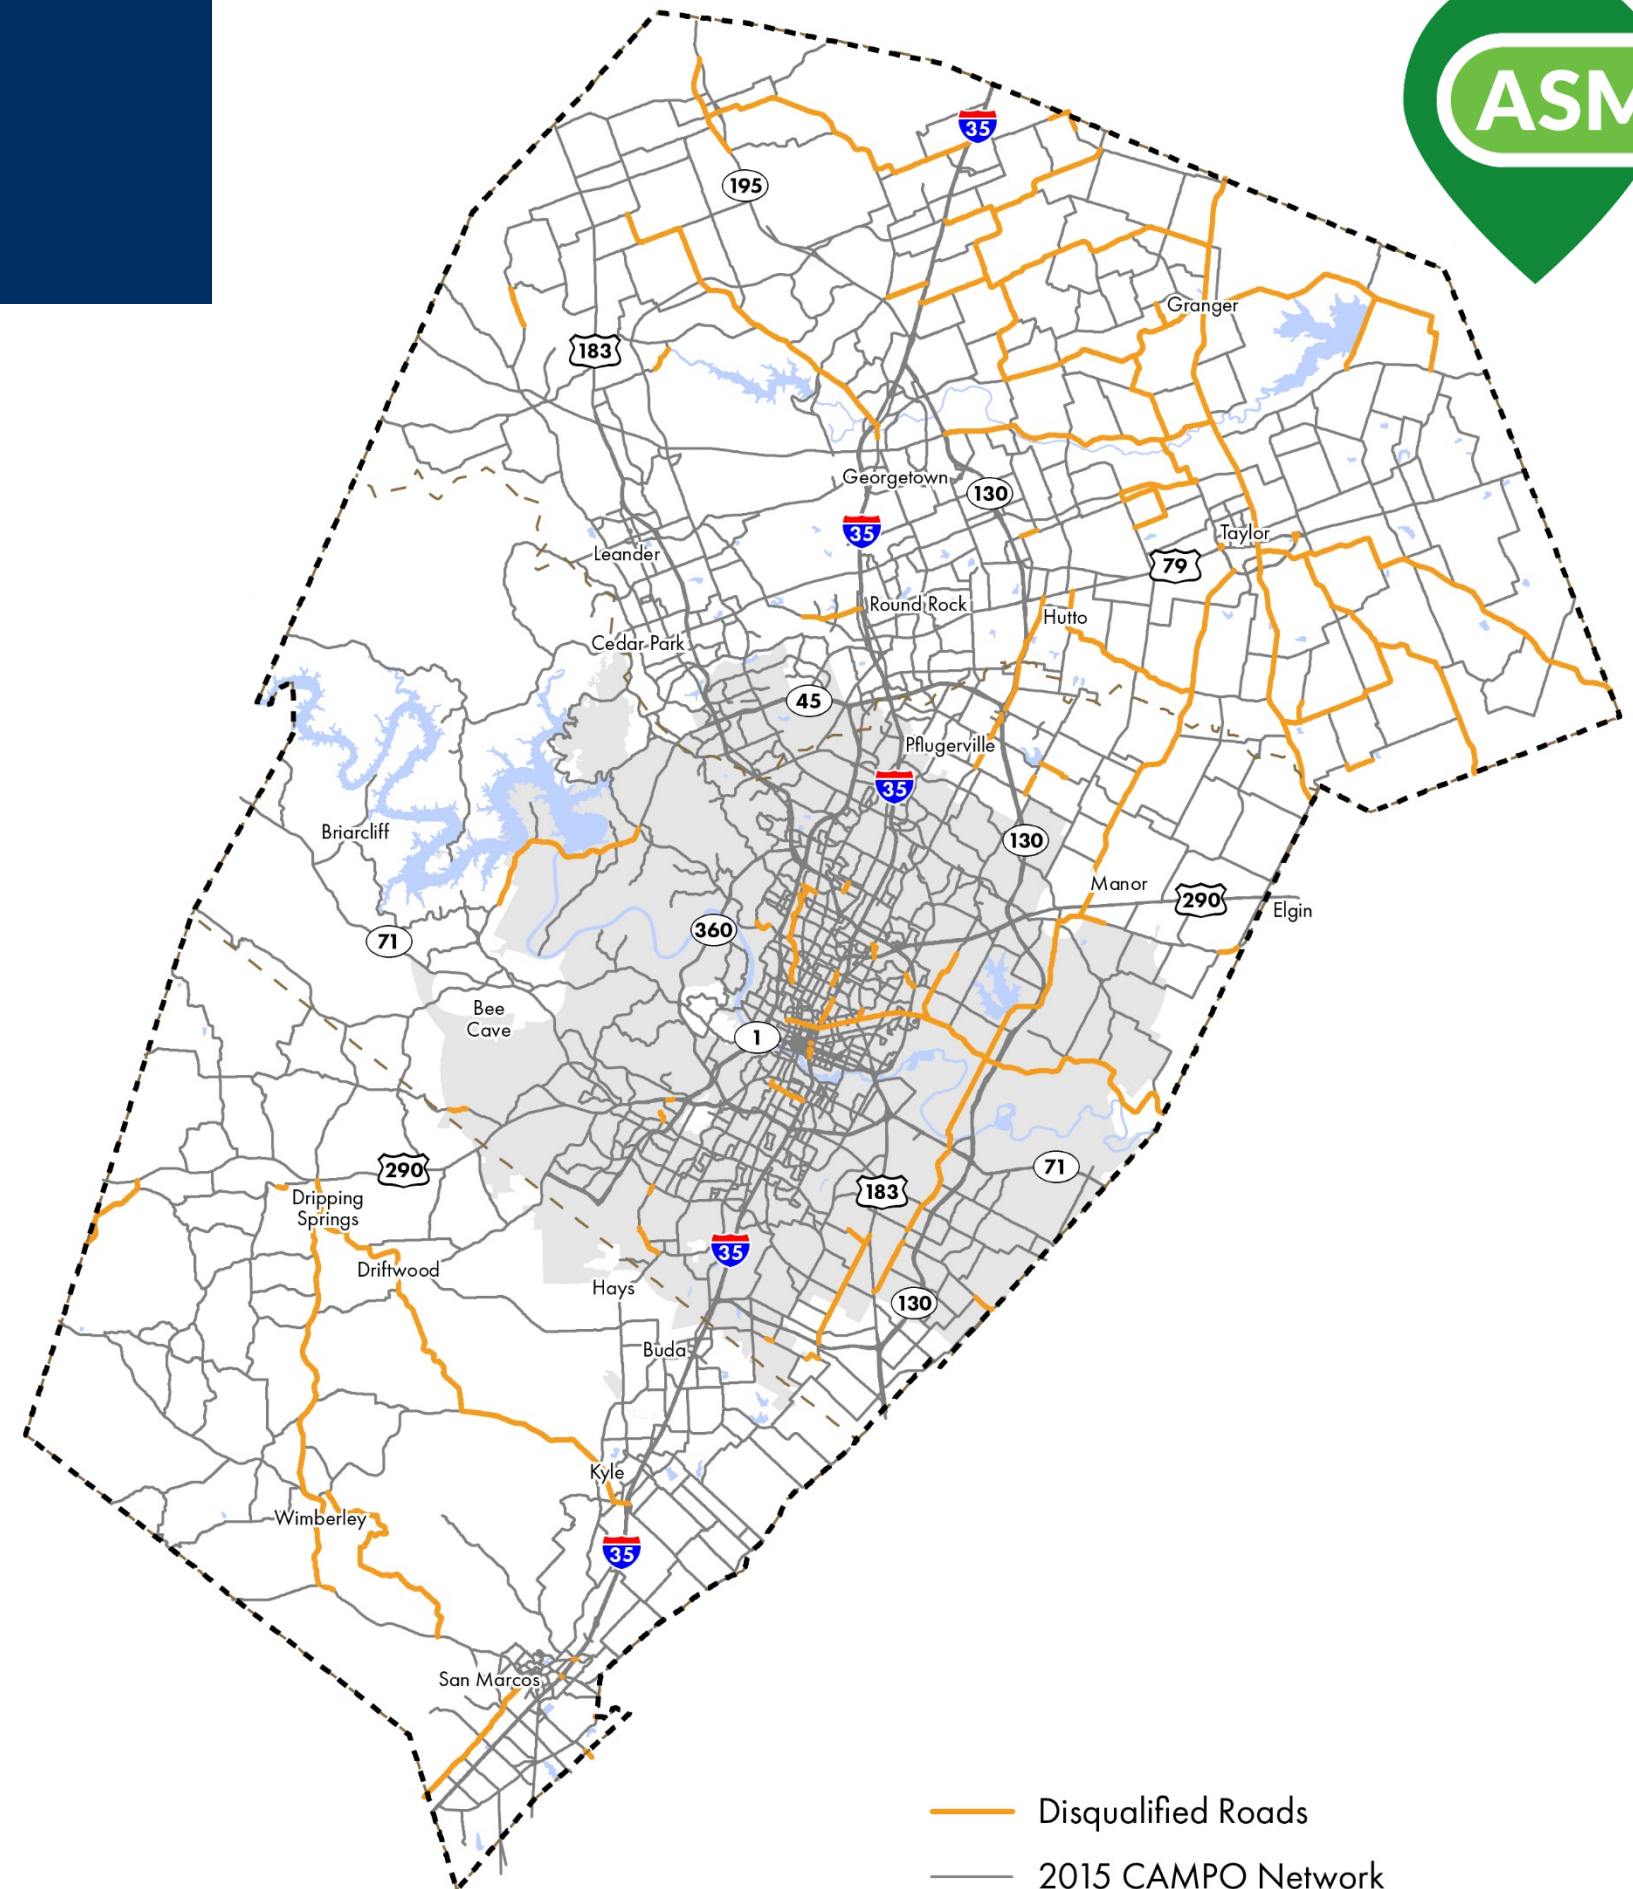 ASM
35
195
Granger
183
Georgetown
130
35
Taylor
Leander
79
Round Rock
Hutto
Cedar Park
45
Pflugerville
35
Briarcliff
130
Manor
290
Elgin
360
71
Bee
Cave
1
71
290
183
Dripping
Springs
35
Driftwood
Hays
130
Buda
Kyle
Wimberley
35
San Marcos
Disqualified Roads
2015 CAMPO Network